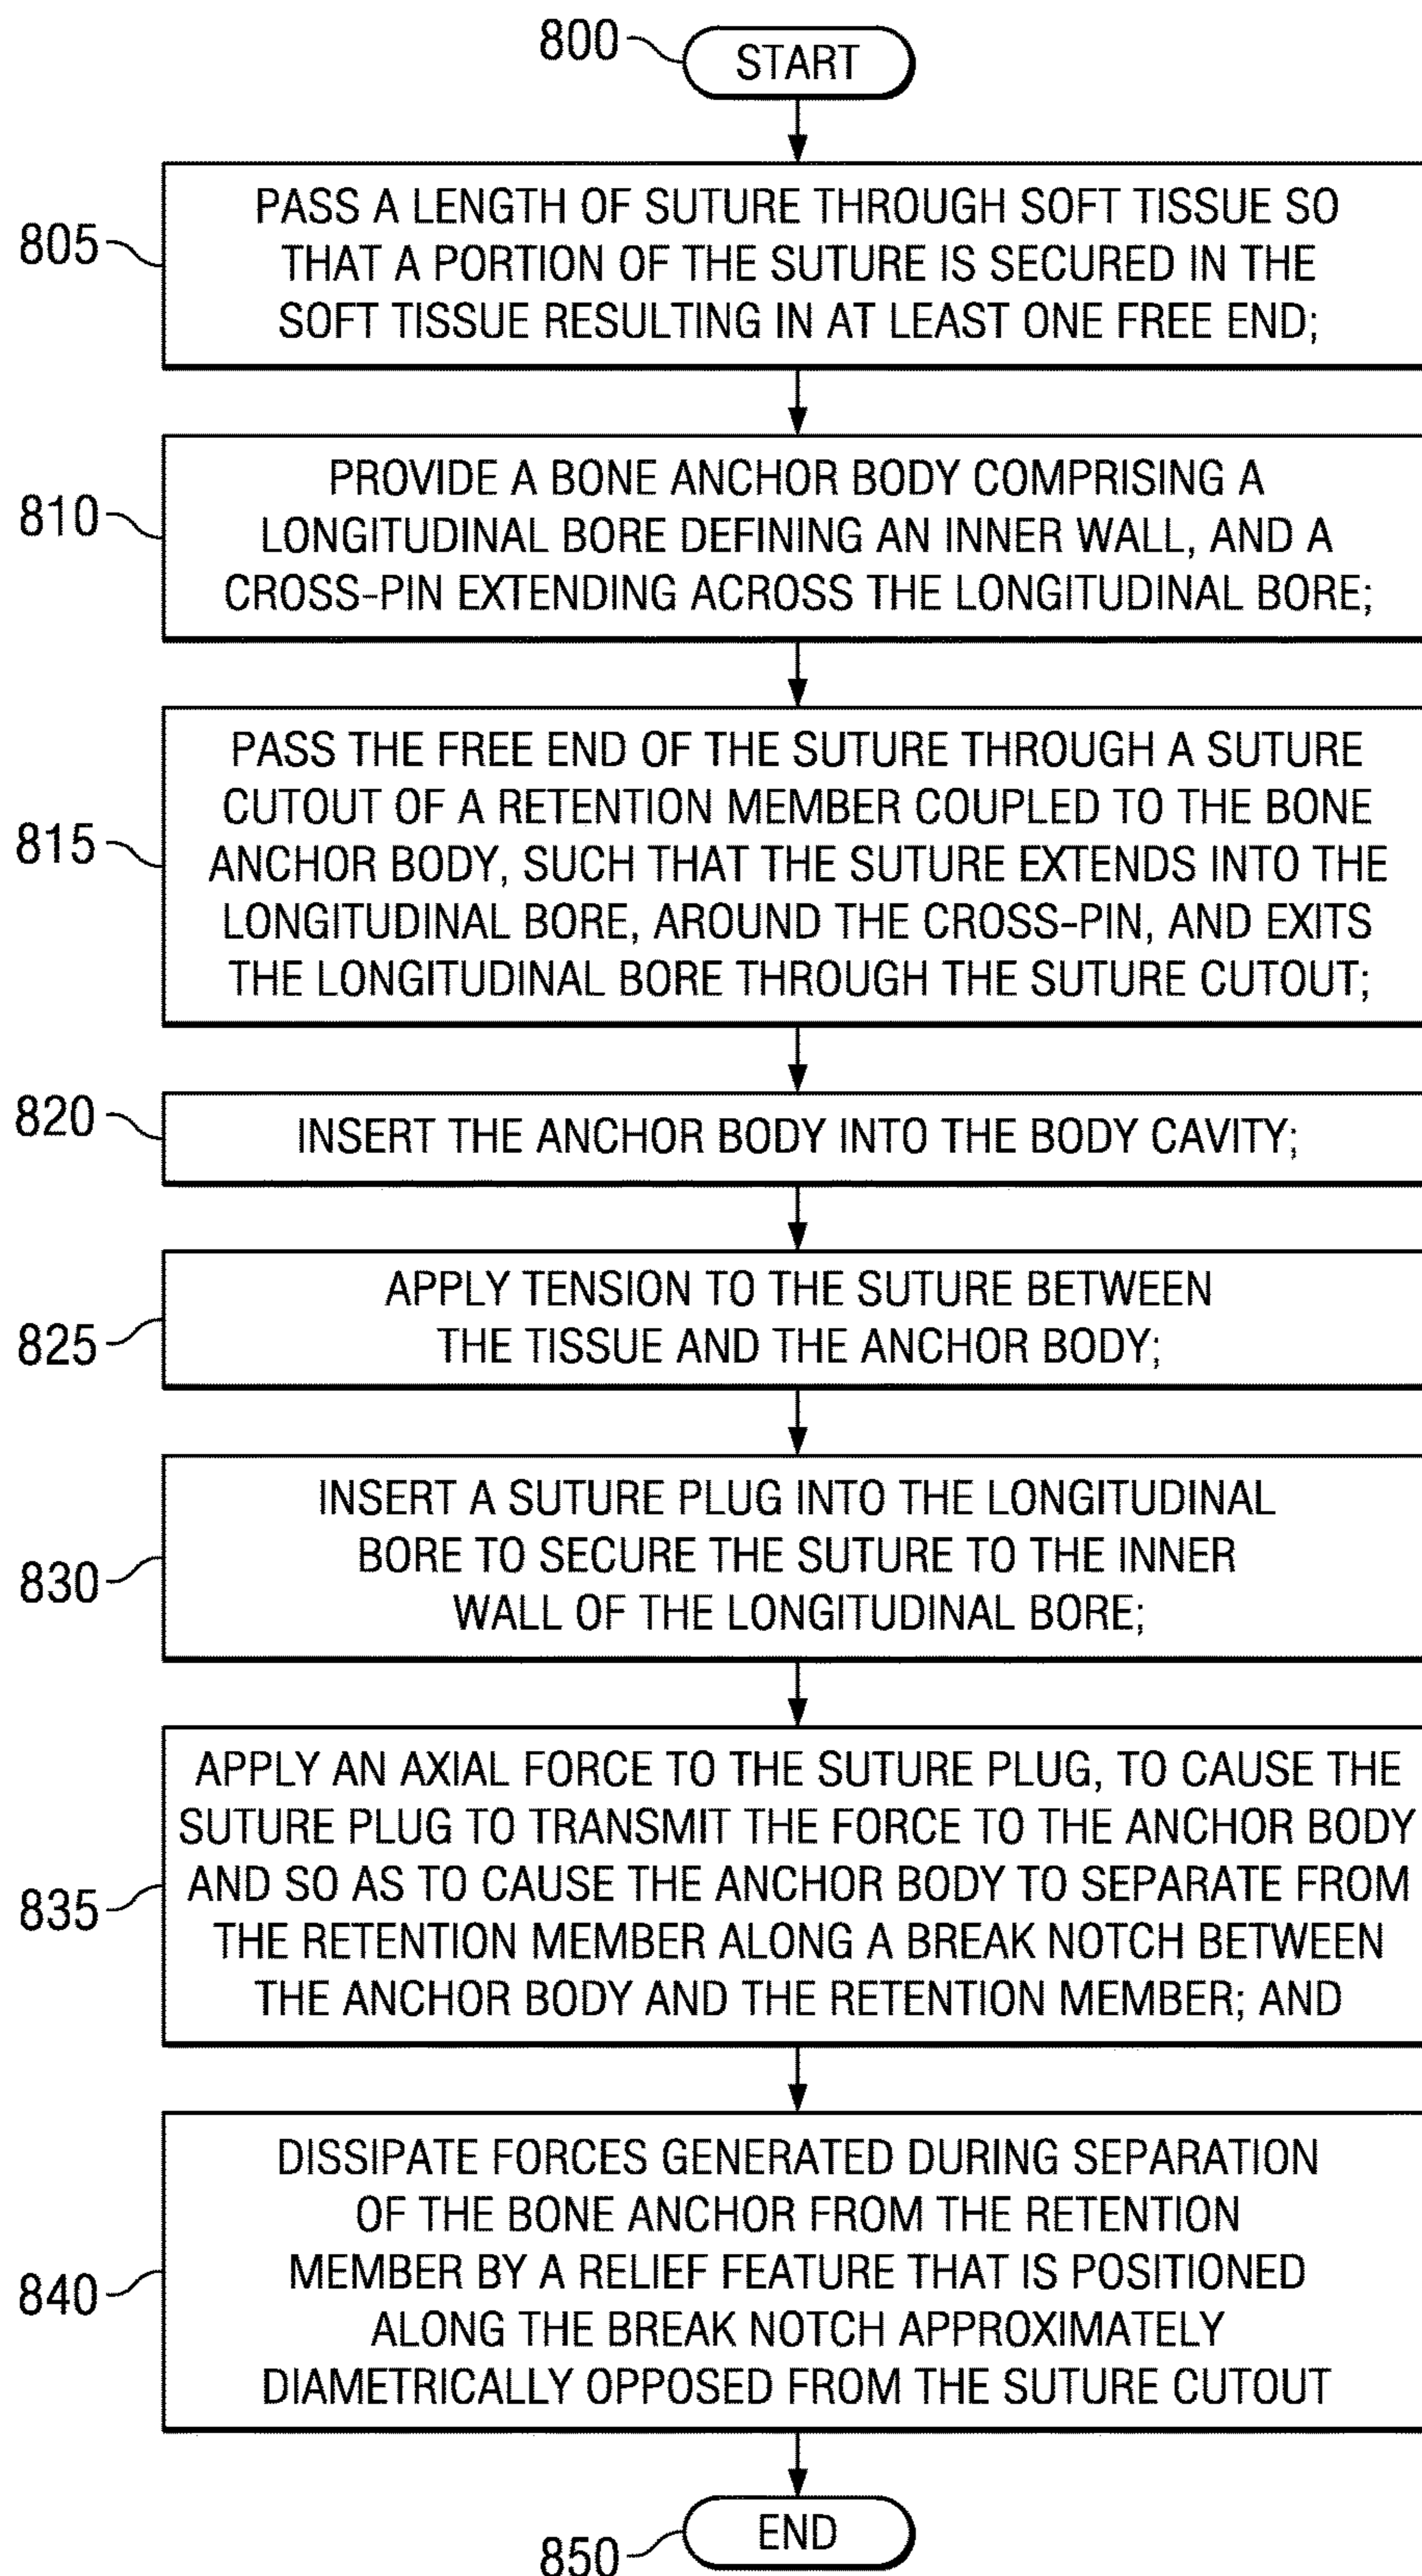 800
START
805
PASS A LENGTH OF SUTURE THROUGH SOFT TISSUE SO
THAT A PORTION OF THE SUTURE IS SECURED IN THE
SOFT TISSUE RESULTING IN AT LEAST ONE FREE END;
810
PROVIDE A BONE ANCHOR BODY COMPRISING A
LONGITUDINAL BORE DEFINING AN INNER WALL, AND A
CROSS-PIN EXTENDING ACROSS THE LONGITUDINAL BORE;
815
PASS THE FREE END OF THE SUTURE THROUGH A SUTURE
CUTOUT OF A RETENTION MEMBER COUPLED TO THE BONE
ANCHOR BODY, SUCH THAT THE SUTURE EXTENDS INTO THE
LONGITUDINAL BORE, AROUND THE CROSS-PIN, AND EXITS
THE LONGITUDINAL BORE THROUGH THE SUTURE CUTOUT;
820
INSERT THE ANCHOR BODY INTO THE BODY CAVITY;
825
APPLY TENSION TO THE SUTURE BETWEEN
THE TISSUE AND THE ANCHOR BODY;
830
INSERT A SUTURE PLUG INTO THE LONGITUDINAL
BORE TO SECURE THE SUTURE TO THE INNER
WALL OF THE LONGITUDINAL BORE;
835
APPLY AN AXIAL FORCE TO THE SUTURE PLUG, TO CAUSE THE
SUTURE PLUG TO TRANSMIT THE FORCE TO THE ANCHOR BODY
AND SO AS TO CAUSE THE ANCHOR BODY TO SEPARATE FROM
THE RETENTION MEMBER ALONG A BREAK NOTCH BETWEEN
THE ANCHOR BODY AND THE RETENTION MEMBER; AND
840
DISSIPATE FORCES GENERATED DURING SEPARATION
OF THE BONE ANCHOR FROM THE RETENTION
MEMBER BY A RELIEF FEATURE THAT IS POSITIONED
ALONG THE BREAK NOTCH APPROXIMATELY
DIAMETRICALLY OPPOSED FROM THE SUTURE CUTOUT
850
END